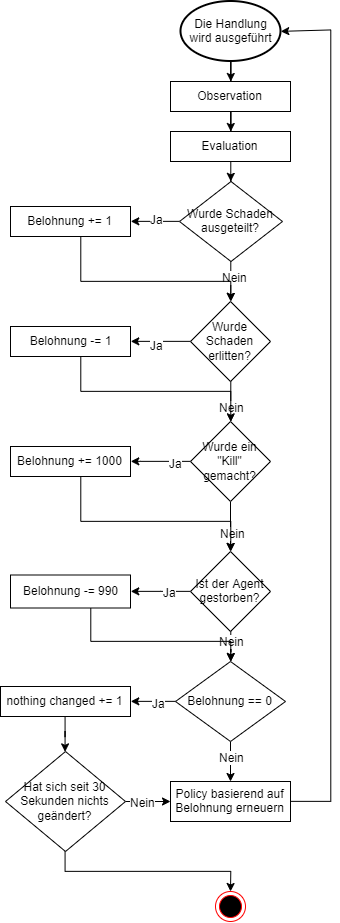 Die Handlung
wird ausgeführt
Observation
Evaluation
Wurde Schaden
ausgeteilt?
Ja
Belohnung += 1
Nein
Wurde
Schaden
erlitten?
Ja
Belohnung -= 1
Nein
Wurde ein
"Kill"
gemacht?
Ja
Belohnung += 1000
Nein
Ist der Agent
gestorben?
Ja
Belohnung -= 990
Nein
Belohnung == 0
Ja
nothing changed += 1
Nein
Hat sich seit 30
Sekunden nichts
geändert?
Nein
Policy basierend auf
Belohnung erneuern